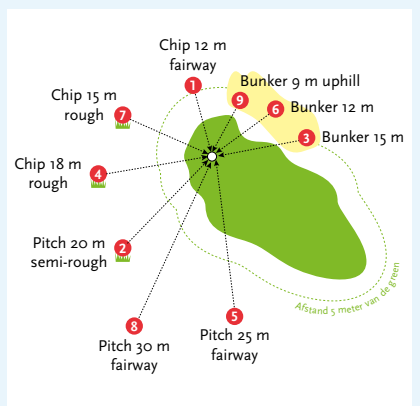 Chip 12 m
fairway
1
Bunker 9 m uphill
9
6
Bunker 12 m
Chip 15 m
rough
7
3
Bunker 15 m
Chip 18 m
rough
4
Pitch 20 m
semi-rough
2
Afstand 5 meter van de green
8
Pitch 30 m
fairway
5
Pitch 25 m
fairway